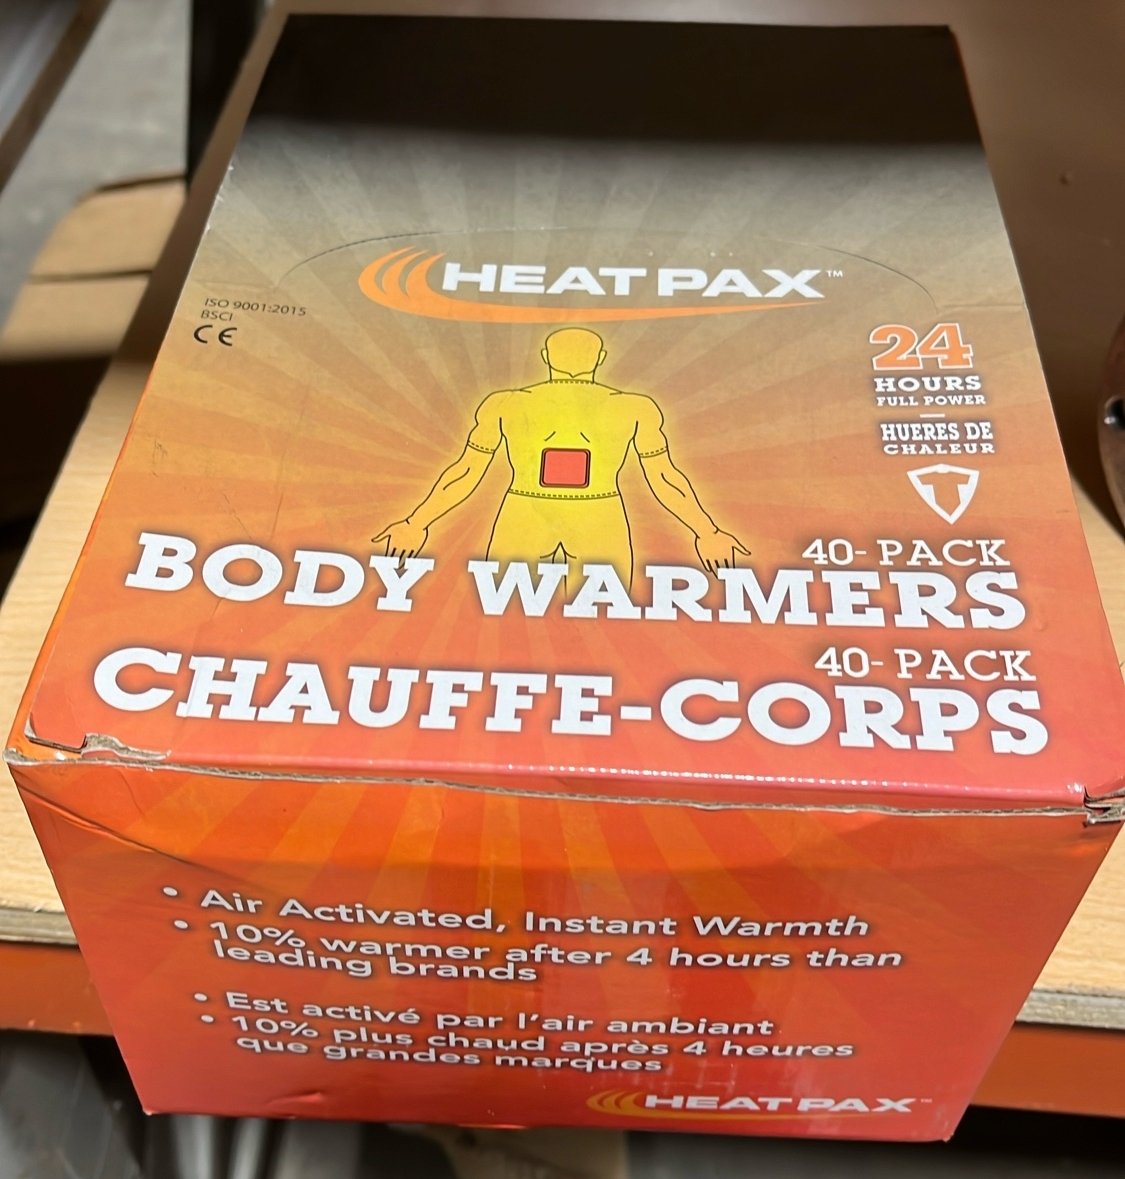 HEAT PAX™
ISO 9001:2015
BSCI
CE
24
HOURS
FULL POWER
HUERES DE
CHALEUR
40- PACK
BODY WARMERS
40- PACK
CHAUFFE-CORPS
• Air Activated, Instant Warmth
• 10% warmer after 4 hours than
leading brands
• Est activé par l'air ambiant
• 10% plus chaud après 4 heures
que grandes marques
HEAT PAX™